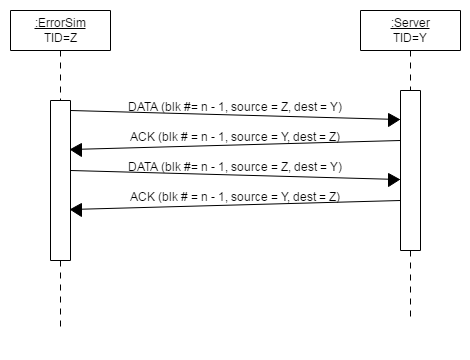 :ErrorSim
TID=Z
:Server
TID=Y
DATA (blk #= n - 1, source = Z, dest = Y)
ACK (blk # = n - 1, source = Y, dest = Z)
DATA (blk #= n - 1, source = Z, dest = Y)
ACK (blk # = n - 1, source = Y, dest = Z)